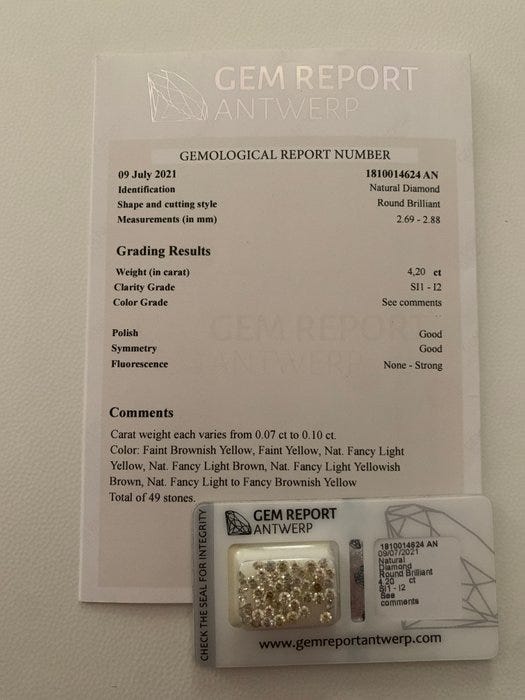 GEM REPORT
ANTWERP
GEMOLOGICAL REPORT NUMBER
09 July 2021 1810014624 AN
Identification Natural Diamond
Shape and cutting style Round Brilliant
Measurements (in mm) 2.69 - 2.88
Grading Results
Weight (in carat) 4,20 ct
Clarity Grade SI1 - I2
Color Grade See comments
GEM REPORT
Polish Good
Symmetry Good
Fluorescence None - Strong
Comments
Carat weight each varies from 0.07 ct to 0.10 ct.
Color: Faint Brownish Yellow, Faint Yellow, Nat. Fancy Light
Yellow, Nat. Fancy Light Brown, Nat. Fancy Light Yellowish
Brown, Nat. Fancy Light to Fancy Brownish Yellow
Total of 49 stones.
CHECK THE SEAL FOR INTEGRITY
GEM REPORT
ANTWERP
1810014624 AN
09/07/2021
Natural
Diamond
Round Brilliant
4.20 ct
SI1 - I2
See
comments
www.gemreportantwerp.com